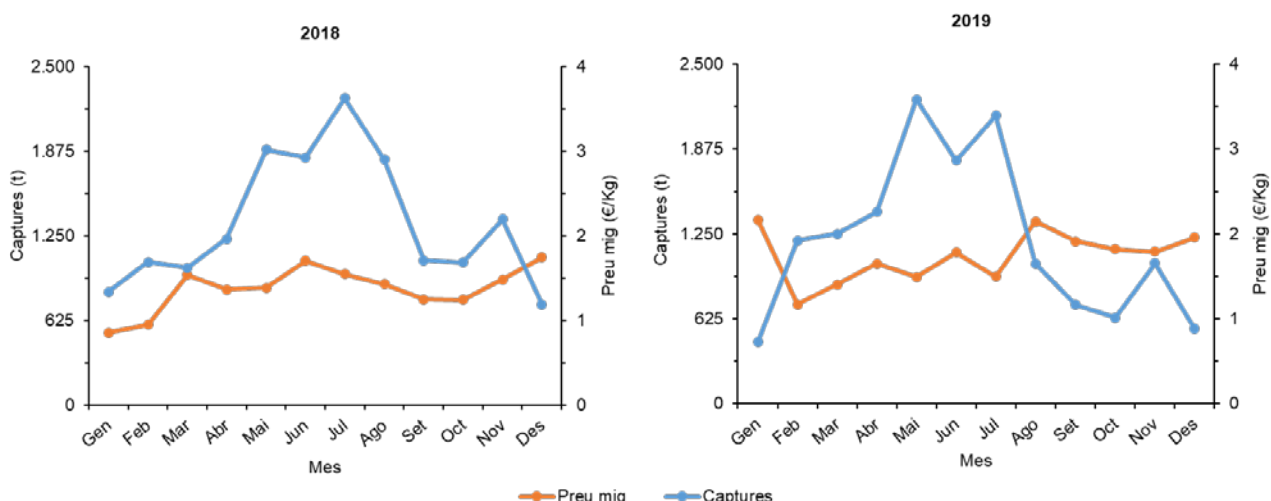 2018
2.500
1.875
1.250
625
0
Captures (t)
4
3
2
1
0
Preu mig (€/Kg)
Gen Feb Mar Abr Mai Jun Jul Ago Set Oct Nov Des
Mes
2019
2.500
1.875
1.250
625
0
Captures (t)
4
3
2
1
0
Preu mig (€/Kg)
Gen Feb Mar Abr Mai Jun Jul Ago Set Oct Nov Des
Mes
Preu mig Captures